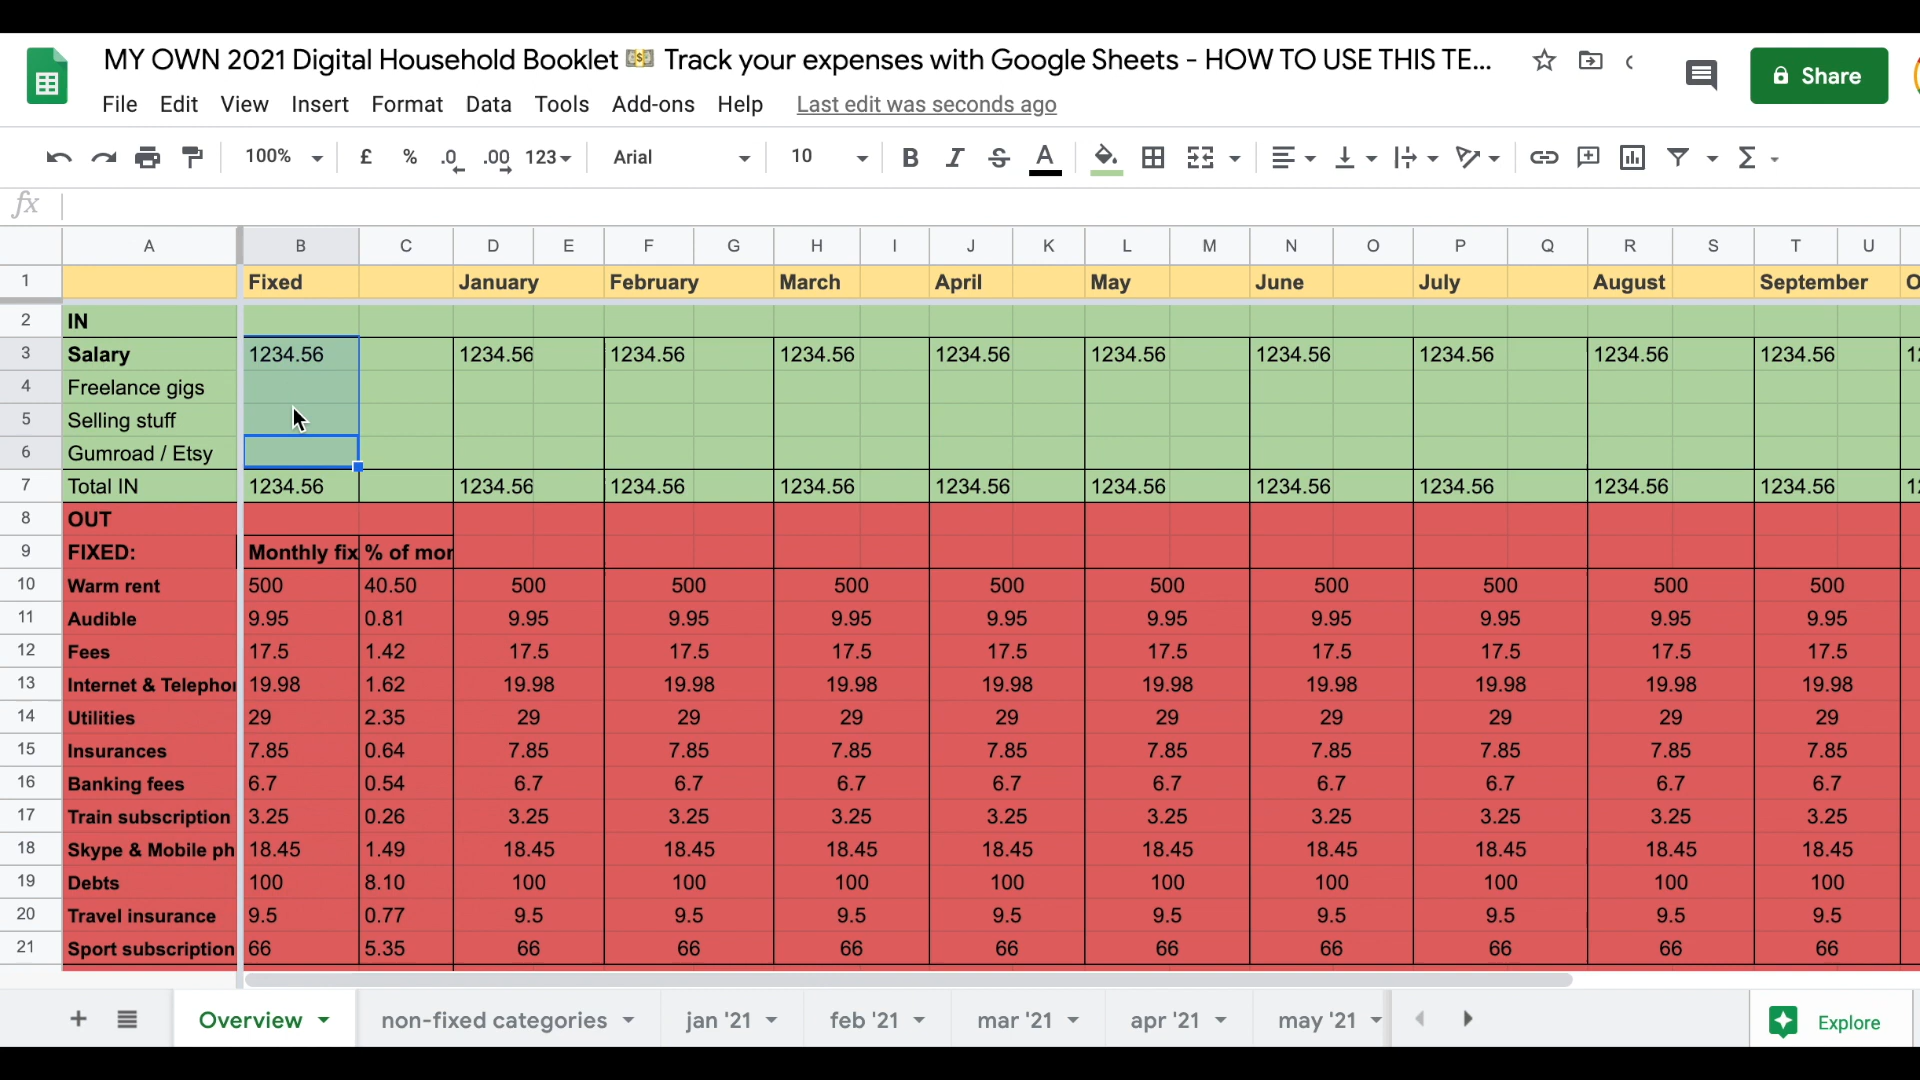 MY OWN 2021 Digital Household Booklet 💵 Track your expenses with Google Sheets - HOW TO USE THIS TE...
Share
File Edit View Insert Format Data Tools Add-ons Help Last edit was seconds ago
100% £ % .0 .00 123 Arial 10 B I S A
fx
A B C D E F G H I J K L M N O P Q R S T U
1 Fixed January February March April May June July August September O
2 IN
3 Salary 1234.56 1234.56 1234.56 1234.56 1234.56 1234.56 1234.56 1234.56 1234.56 1234.56 12
4 Freelance gigs
5 Selling stuff
6 Gumroad / Etsy
7 Total IN 1234.56 1234.56 1234.56 1234.56 1234.56 1234.56 1234.56 1234.56 1234.56 1234.56 12
8 OUT
9 FIXED: Monthly fix % of mor
10 Warm rent 500 40.50 500 500 500 500 500 500 500 500 500
11 Audible 9.95 0.81 9.95 9.95 9.95 9.95 9.95 9.95 9.95 9.95 9.95
12 Fees 17.5 1.42 17.5 17.5 17.5 17.5 17.5 17.5 17.5 17.5 17.5
13 Internet & Telephor 19.98 1.62 19.98 19.98 19.98 19.98 19.98 19.98 19.98 19.98 19.98
14 Utilities 29 2.35 29 29 29 29 29 29 29 29 29
15 Insurances 7.85 0.64 7.85 7.85 7.85 7.85 7.85 7.85 7.85 7.85 7.85
16 Banking fees 6.7 0.54 6.7 6.7 6.7 6.7 6.7 6.7 6.7 6.7 6.7
17 Train subscription 3.25 0.26 3.25 3.25 3.25 3.25 3.25 3.25 3.25 3.25 3.25
18 Skype & Mobile ph 18.45 1.49 18.45 18.45 18.45 18.45 18.45 18.45 18.45 18.45 18.45
19 Debts 100 8.10 100 100 100 100 100 100 100 100 100
20 Travel insurance 9.5 0.77 9.5 9.5 9.5 9.5 9.5 9.5 9.5 9.5 9.5
21 Sport subscription 66 5.35 66 66 66 66 66 66 66 66 66
+ Overview non-fixed categories jan '21 feb '21 mar '21 apr '21 may '21 Explore